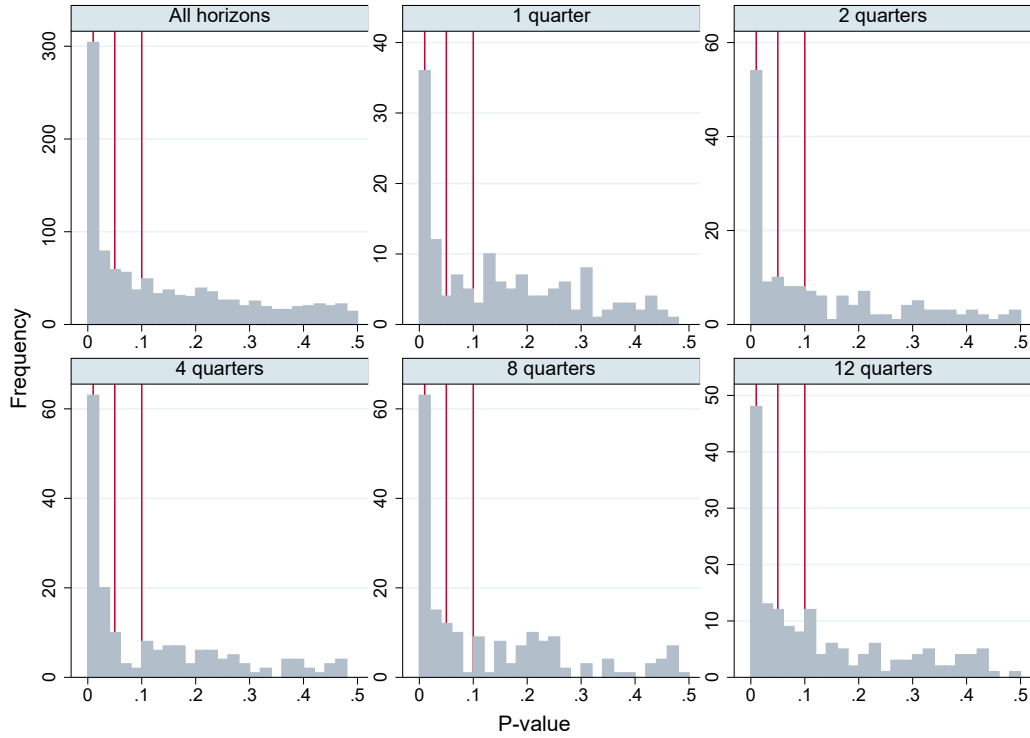 All horizons
1 quarter
2 quarters
300
200
100
0
0 .1 .2 .3 .4 .5
40
30
20
10
0
0 .1 .2 .3 .4 .5
60
40
20
0
0 .1 .2 .3 .4 .5
4 quarters
8 quarters
12 quarters
60
40
20
0
0 .1 .2 .3 .4 .5
60
40
20
0
0 .1 .2 .3 .4 .5
50
40
30
20
10
0
0 .1 .2 .3 .4 .5
Frequency
P-value